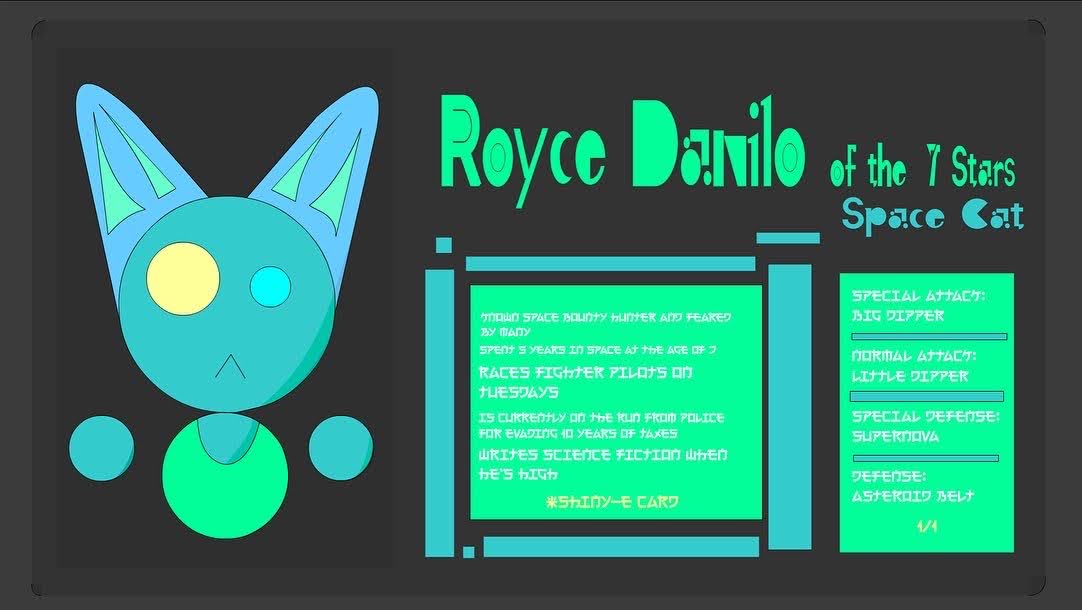 Royce Danilo of the 7 Stars
Space Cat
KNOWN SPACE BOUNTY HUNTER AND FEARED
BY MANY
SPENT 5 YEARS IN SPACE AT THE AGE OF 7
RACES FIGHTER PILOTS ON
TUESDAYS
IS CURRENTLY ON THE RUN FROM POLICE
FOR EVADING 10 YEARS OF TAXES
WRITES SCIENCE FICTION WHEN
HE'S HIGH
*SHINY-E CARD
SPECIAL ATTACK:
BIG DIPPER
NORMAL ATTACK:
LITTLE DIPPER
SPECIAL DEFENSE:
SUPERNOVA
DEFENSE:
ASTEROID BELT
1/1